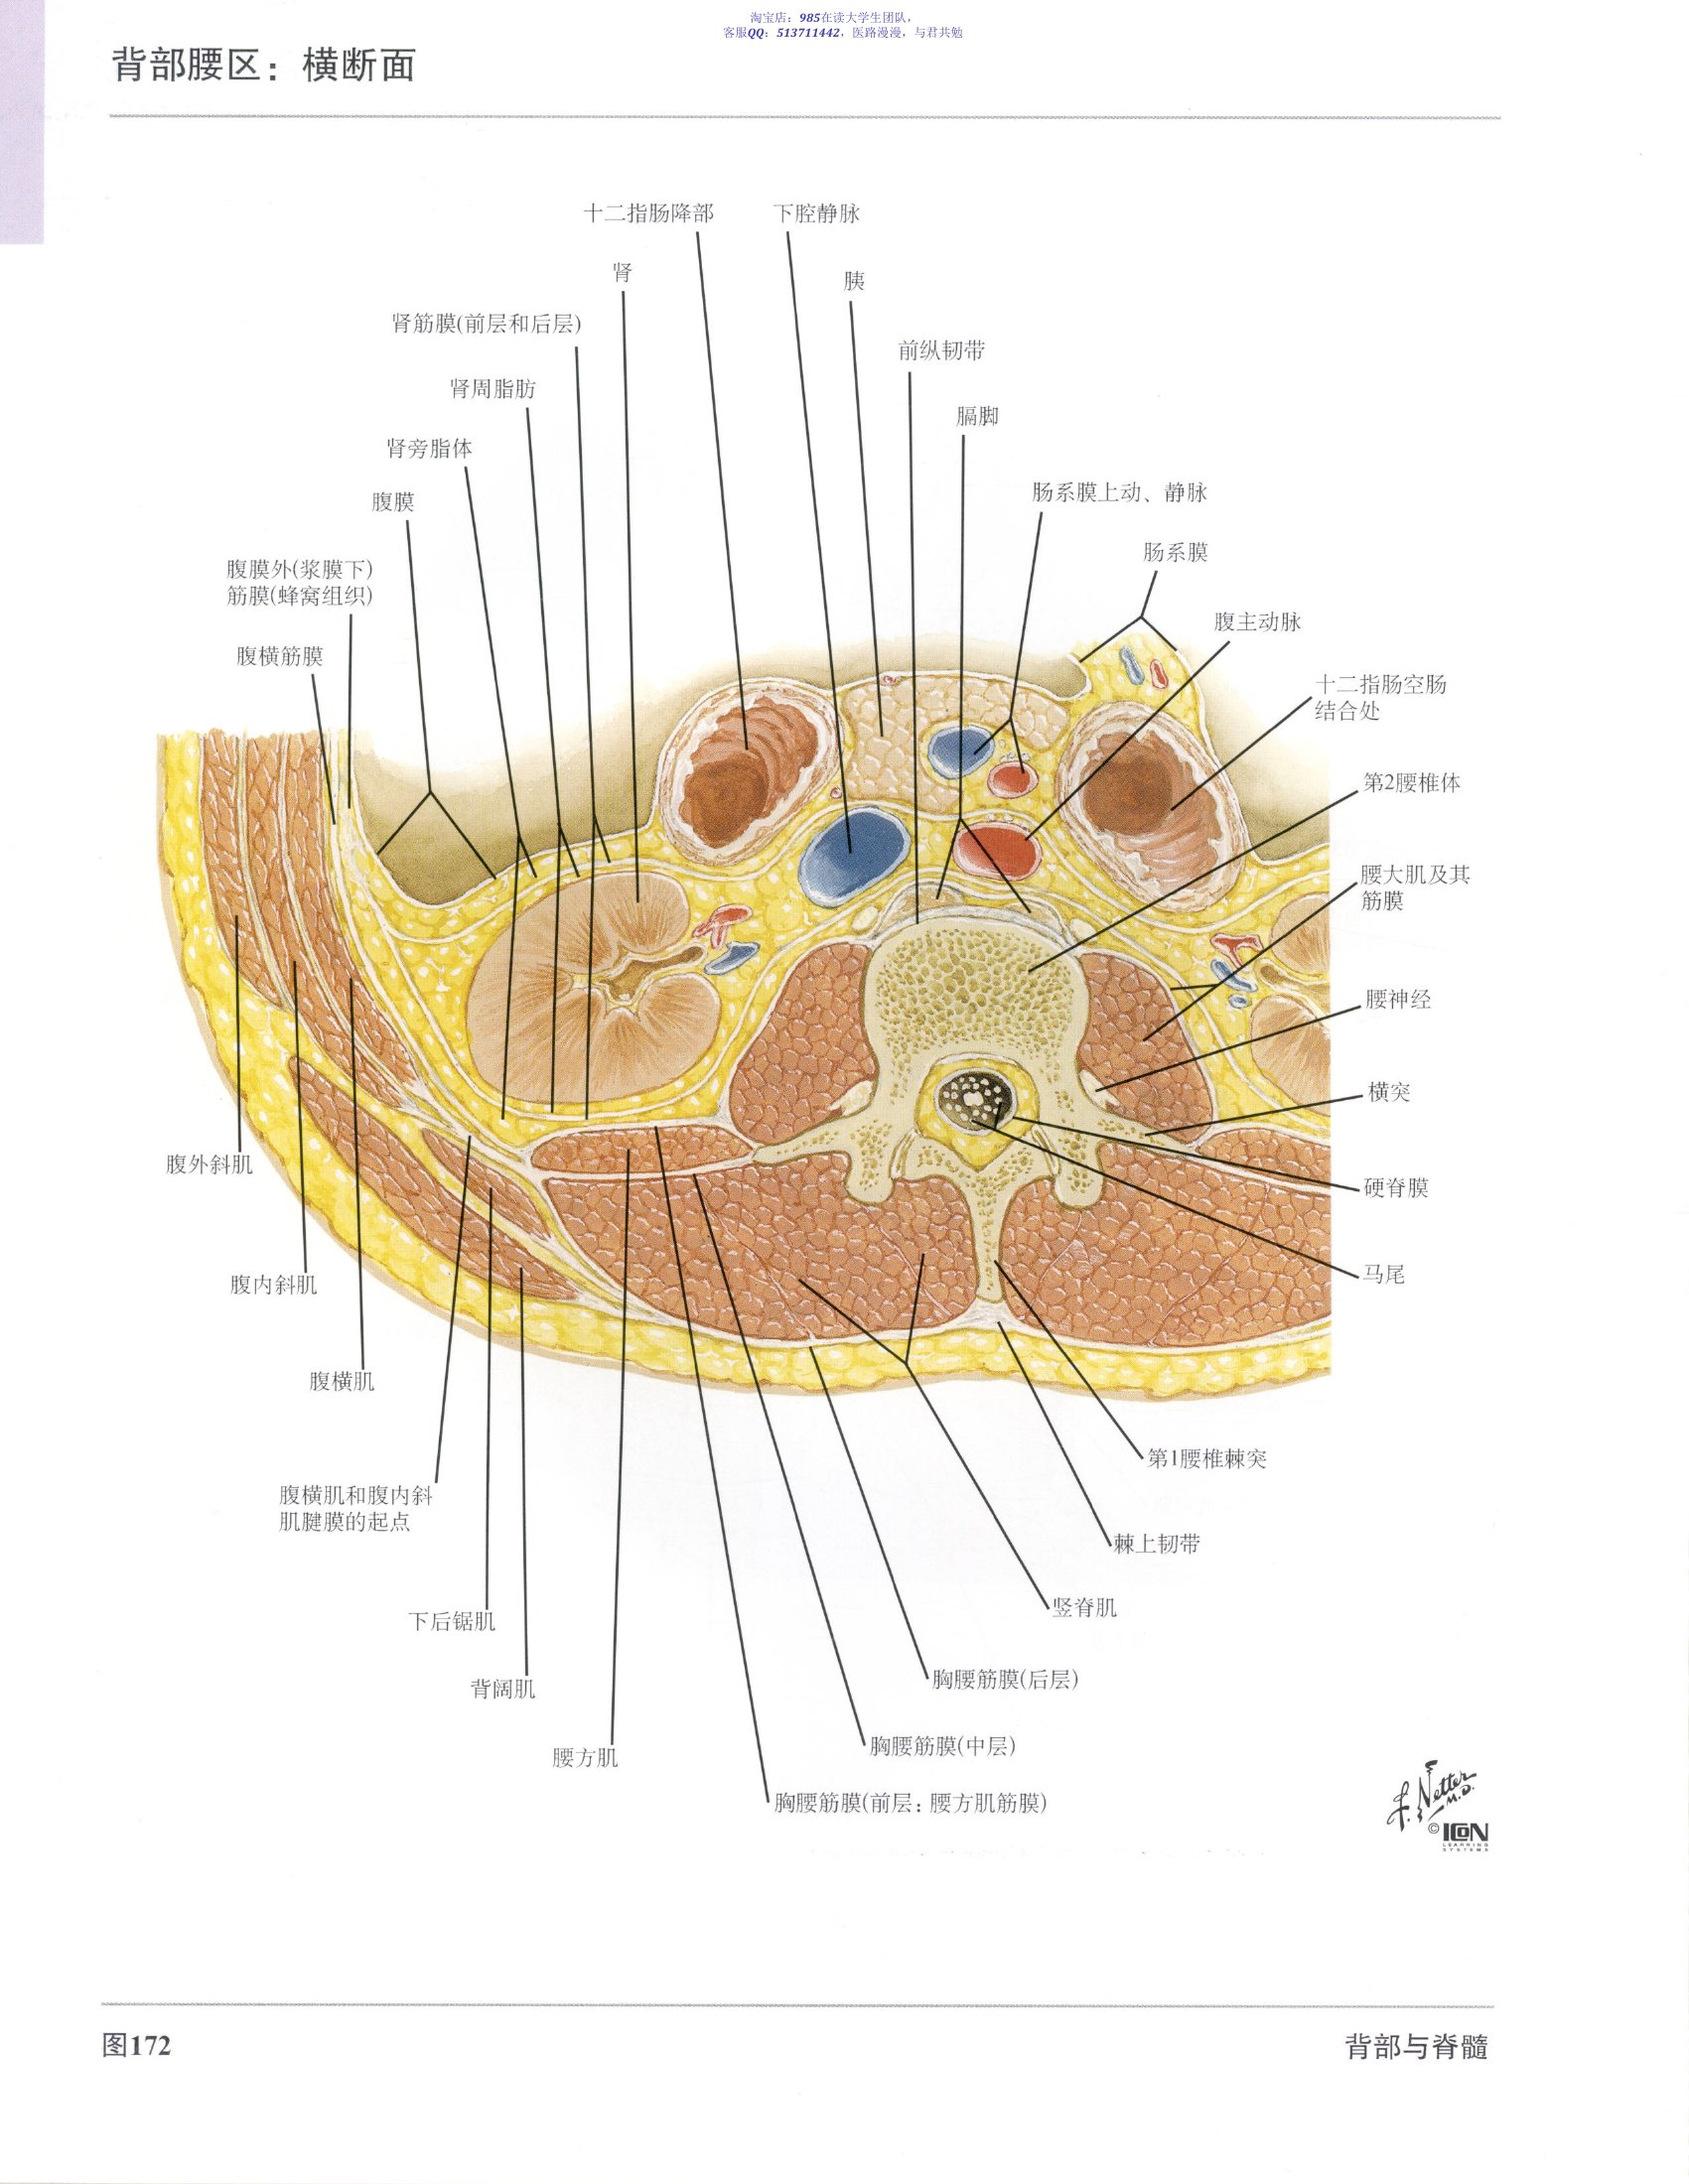 淘宝店：985在读大学生团队，
客服QQ：513711442，医路漫漫，与君共勉
背部腰区：横断面
十二指肠降部
下腔静脉
肾
胰
肾筋膜(前层和后层)
前纵韧带
肾周脂肪
膈脚
肾旁脂体
肠系膜上动、静脉
腹膜
肠系膜
腹膜外(浆膜下)
筋膜(蜂窝组织)
腹主动脉
腹横筋膜
十二指肠空肠
结合处
第2腰椎体
腰大肌及其
筋膜
腰神经
横突
腹外斜肌
硬脊膜
马尾
腹内斜肌
腹横肌
第1腰椎棘突
腹横肌和腹内斜
肌腱膜的起点
棘上韧带
竖脊肌
下后锯肌
胸腰筋膜(后层)
背阔肌
胸腰筋膜(中层)
腰方肌
胸腰筋膜(前层：腰方肌筋膜)
F. Netter
M.D.
© ICON
LEARNING
SYSTEMS
图172
背部与脊髓